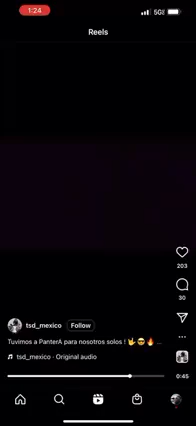 1:24
5G
Reels
203
30
tsd_mexico
Follow
Tuvimos a PanterA para nosotros solos ! 🤘😎🔥 ...
tsd_mexico · Original audio
0:45